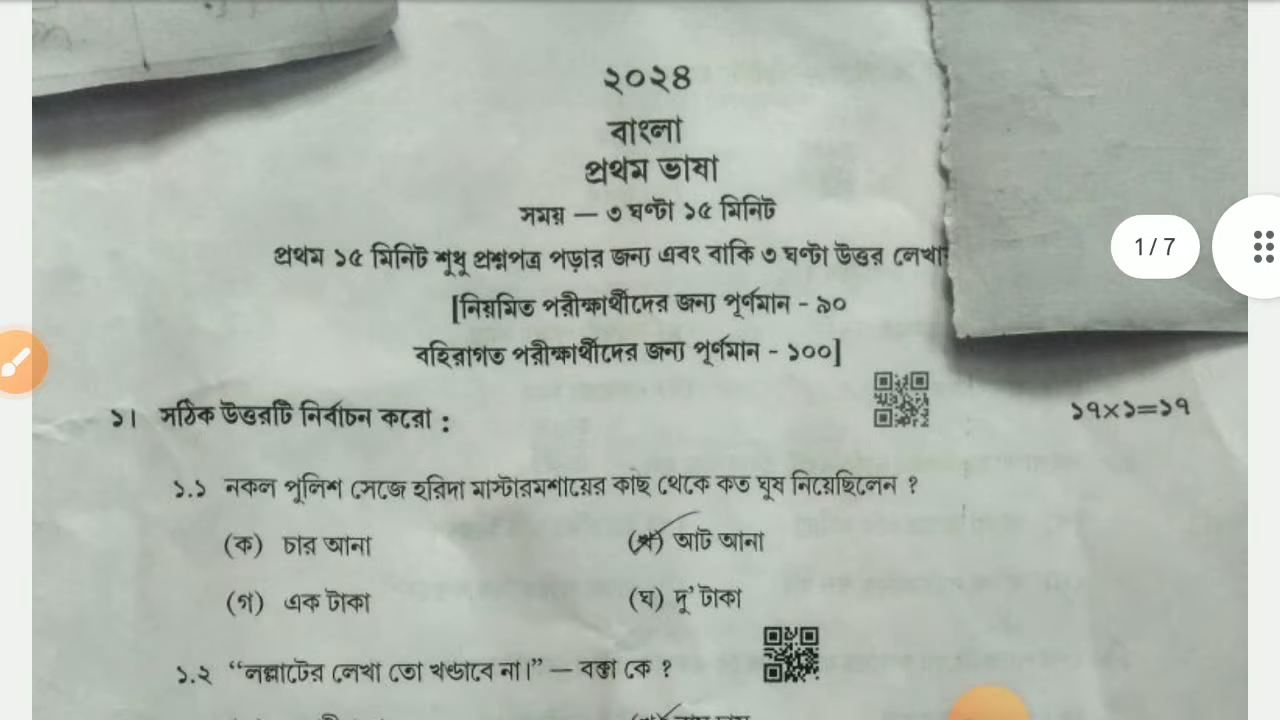 ২০২৪
বাংলা
প্রথম ভাষা
সময় — ৩ ঘণ্টা ১৫ মিনিট
প্রথম ১৫ মিনিট শুধু প্রশ্নপত্র পড়ার জন্য এবং বাকি ৩ ঘণ্টা উত্তর লেখা
1/7
[নিয়মিত পরীক্ষার্থীদের জন্য পূর্ণমান - ৯০
বহিরাগত পরীক্ষার্থীদের জন্য পূর্ণমান - ১০০]
১। সঠিক উত্তরটি নির্বাচন করো : ১৭×১=১৭
১.১ নকল পুলিশ সেজে হরিদা মাস্টারমশায়ের কাছ থেকে কত ঘুষ নিয়েছিলেন ?
(ক) চার আনা (খ) আট আনা
(গ) এক টাকা (ঘ) দু' টাকা
১.২ “লল্লাটের লেখা তো খণ্ডাবে না।” — বক্তা কে ?